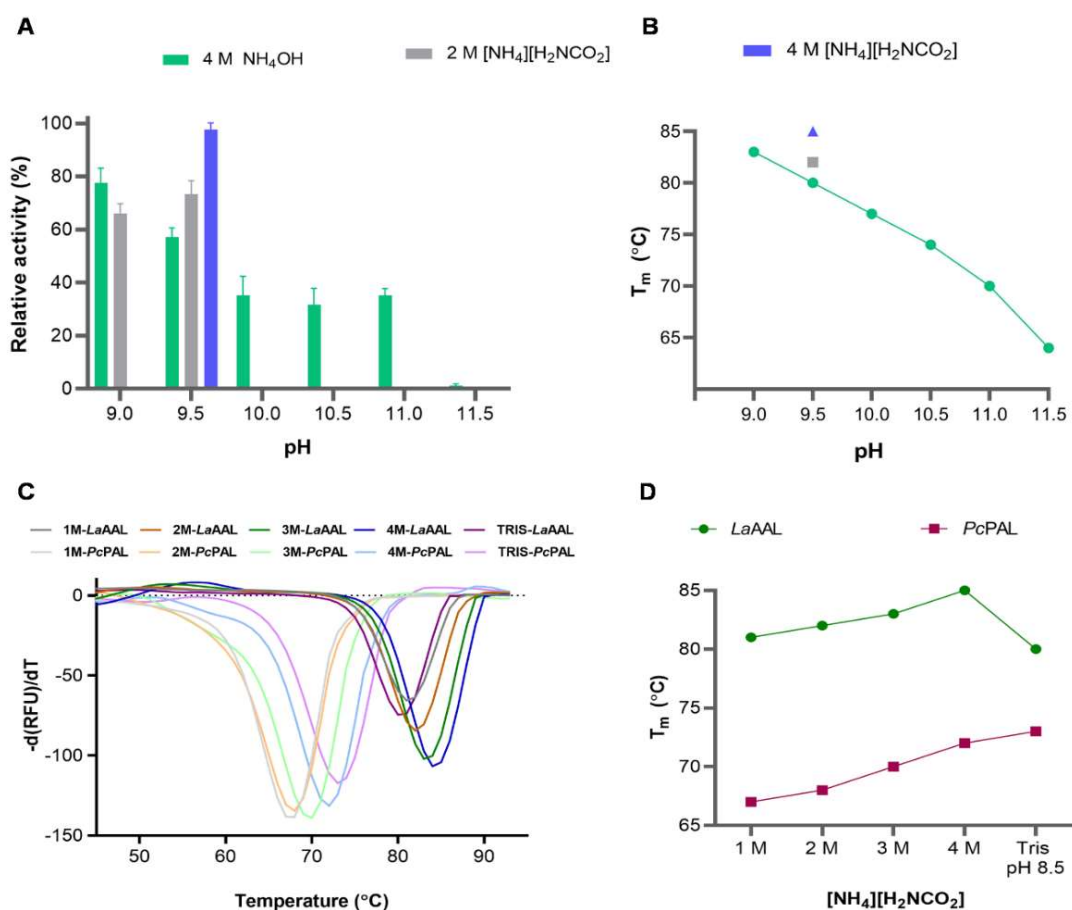 A
B
4 M NH₄OH
2 M [NH₄][H₂NCO₂]
4 M [NH₄][H₂NCO₂]
Relative activity (%)
100
80
60
40
20
0
9.0 9.5 10.0 10.5 11.0 11.5
pH
Tₘ (°C)
85
80
75
70
65
9.0 9.5 10.0 10.5 11.0 11.5
pH
C
1M-LaAAL 2M-LaAAL 3M-LaAAL 4M-LaAAL TRIS-LaAAL
1M-PcPAL 2M-PcPAL 3M-PcPAL 4M-PcPAL TRIS-PcPAL
-d(RFU)/dT
0
-50
-100
-150
50 60 70 80 90
Temperature (°C)
D
LaAAL PcPAL
Tₘ (°C)
85
80
75
70
65
1 M 2 M 3 M 4 M Tris
pH 8.5
[NH₄][H₂NCO₂]